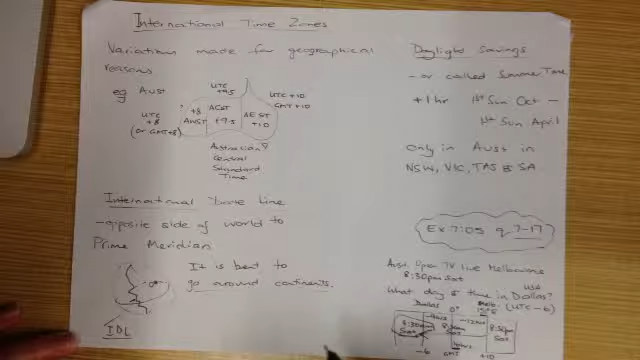 International Time Zones
Variations made for geographical
reasons
eg Aust
UTC
+9.5
UTC +10
GMT+10
UTC
+8
(or GMT+8)
+8
AWST
ACST
+9.5
AEST
+10
Australian
Central
Standard
Time
International Date Line
- opposite side of world to
Prime Meridian
It is bent to
go around continents.
0°
IDL
Daylight Savings
- or called Summer Time
+1hr 1st Sun Oct -
1st Sun April
Only in Aust in
NSW, VIC, TAS & SA
Ex 7:05 q 7-17
Aust Open TV live Melbourne
8:30pm Sat
USA
What day & time in Dallas?
(UTC-6)
Dallas
0°
Melb
8:30pm
Sat
-6
GMT
+10